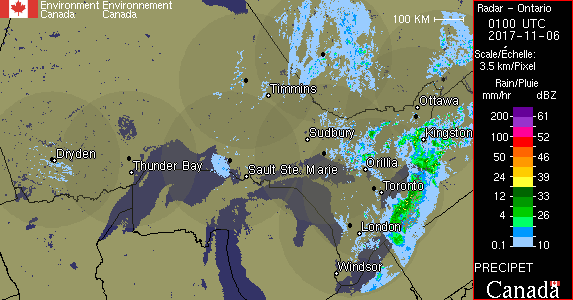 Environment Environnement
Canada Canada
100 KM
Timmins
Ottawa
Sudbury
Kingston
Dryden
Thunder Bay
Sault Ste. Marie
Orillia
Toronto
London
Windsor
Radar - Ontario
0100 UTC
2017-11-06
Scale/Échelle:
3.5 km/Pixel
Rain/Pluie
mm/hr dBZ
200 61
100 52
50 46
24 39
12 33
4 26
1 18
0.1 10
PRECIPET
Canada